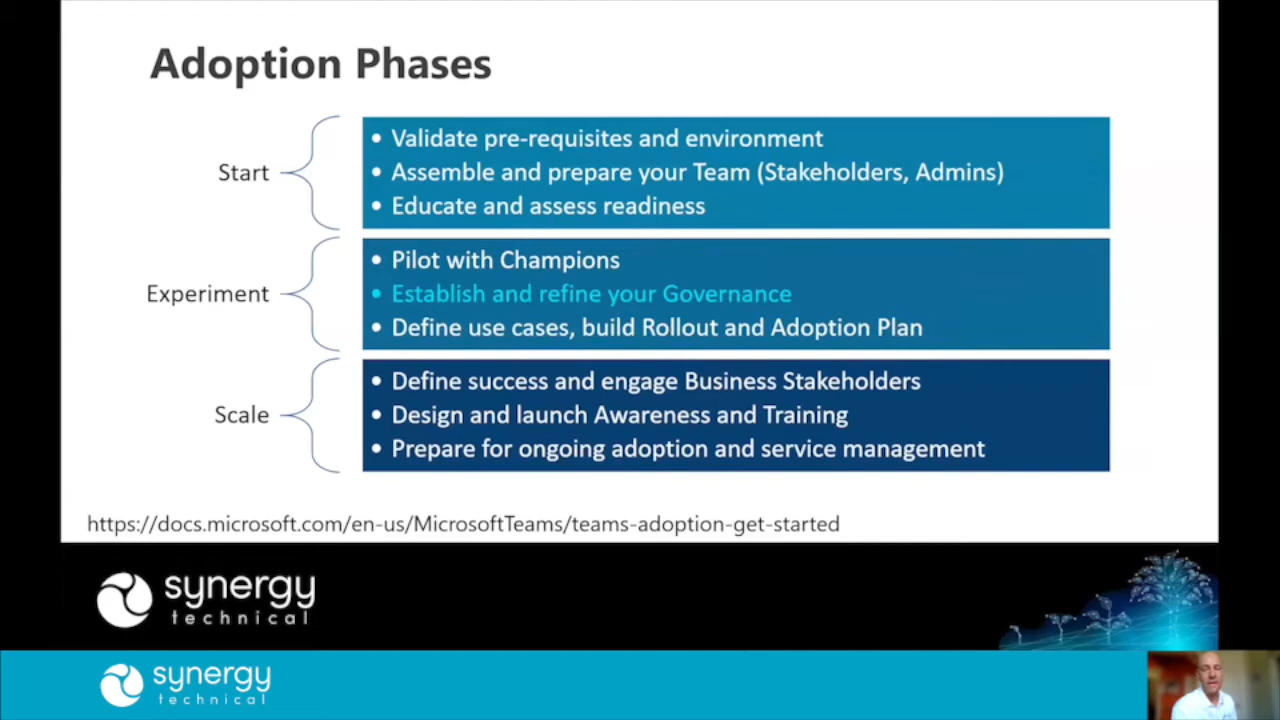 Adoption Phases
Start
• Validate pre-requisites and environment
• Assemble and prepare your Team (Stakeholders, Admins)
• Educate and assess readiness
Experiment
• Pilot with Champions
• Establish and refine your Governance
• Define use cases, build Rollout and Adoption Plan
Scale
• Define success and engage Business Stakeholders
• Design and launch Awareness and Training
• Prepare for ongoing adoption and service management
https://docs.microsoft.com/en-us/MicrosoftTeams/teams-adoption-get-started
synergy
technical
synergy
technical